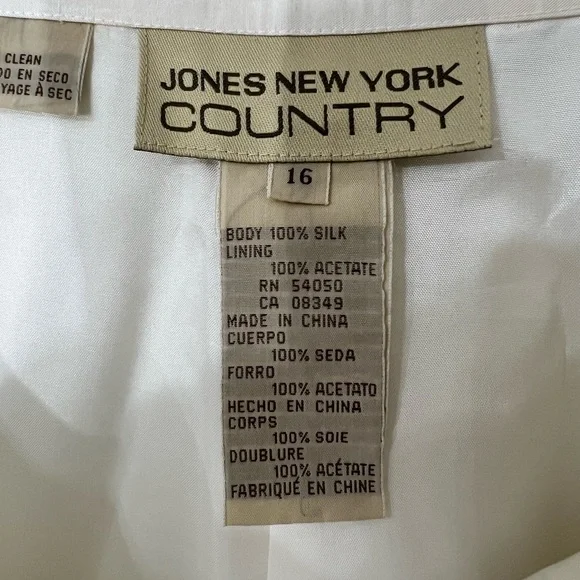 CLEAN
EN SECO
À SEC
JONES NEW YORK
COUNTRY
16
BODY 100% SILK
LINING
100% ACETATE
RN 54050
CA 08349
MADE IN CHINA
CUERPO
100% SEDA
FORRO
100% ACETATO
HECHO EN CHINA
CORPS
100% SOIE
DOUBLURE
100% ACÉTATE
FABRIQUÉ EN CHINE